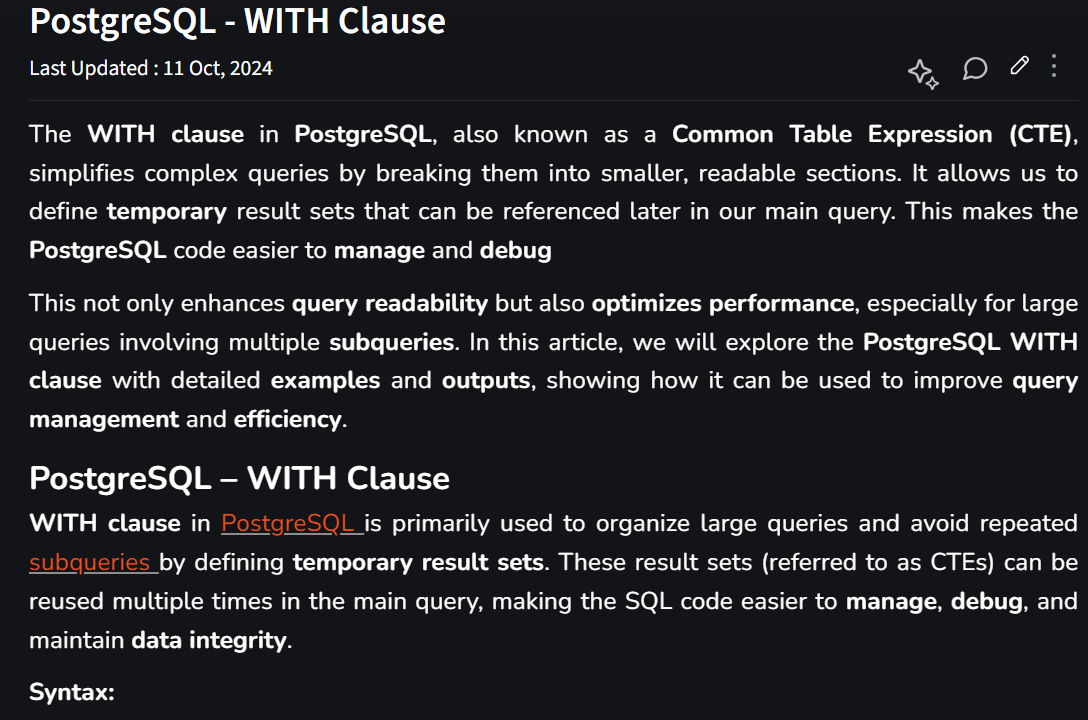 PostgreSQL - WITH Clause
Last Updated : 11 Oct, 2024
The WITH clause in PostgreSQL, also known as a Common Table Expression (CTE),
simplifies complex queries by breaking them into smaller, readable sections. It allows us to
define temporary result sets that can be referenced later in our main query. This makes the
PostgreSQL code easier to manage and debug
This not only enhances query readability but also optimizes performance, especially for large
queries involving multiple subqueries. In this article, we will explore the PostgreSQL WITH
clause with detailed examples and outputs, showing how it can be used to improve query
management and efficiency.
PostgreSQL – WITH Clause
WITH clause in PostgreSQL is primarily used to organize large queries and avoid repeated
subqueries by defining temporary result sets. These result sets (referred to as CTEs) can be
reused multiple times in the main query, making the SQL code easier to manage, debug, and
maintain data integrity.
Syntax: